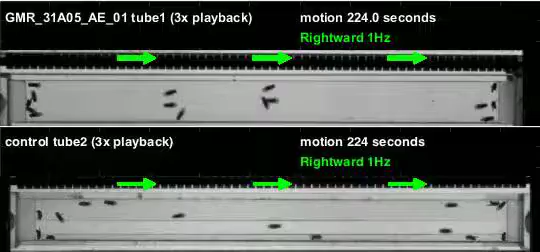 GMR_31A05_AE_01 tube1 (3x playback)
motion 224.0 seconds
Rightward 1Hz
control tube2 (3x playback)
motion 224 seconds
Rightward 1Hz